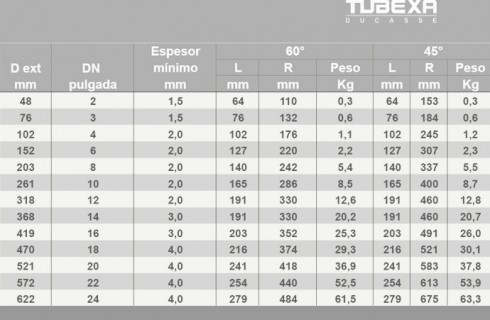 TUBEXA
DUCASSE
Espesor 60° 45°
D ext DN mínimo L R Peso L R Peso
mm pulgada mm mm mm Kg mm mm Kg
48 2 1,5 64 110 0,3 64 153 0,3
76 3 1,5 76 132 0,6 76 184 0,6
102 4 2,0 102 176 1,1 102 245 1,2
152 6 2,0 127 220 2,2 127 307 2,3
203 8 2,0 140 242 5,4 140 337 5,5
261 10 2,0 165 286 8,5 165 400 8,7
318 12 2,0 191 330 12,6 191 460 12,8
368 14 3,0 191 330 20,2 191 460 20,7
419 16 3,0 203 352 25,3 203 491 26,0
470 18 4,0 216 374 29,3 216 521 30,1
521 20 4,0 241 418 36,9 241 583 37,8
572 22 4,0 254 440 52,5 254 613 53,9
622 24 4,0 279 484 61,5 279 675 63,3